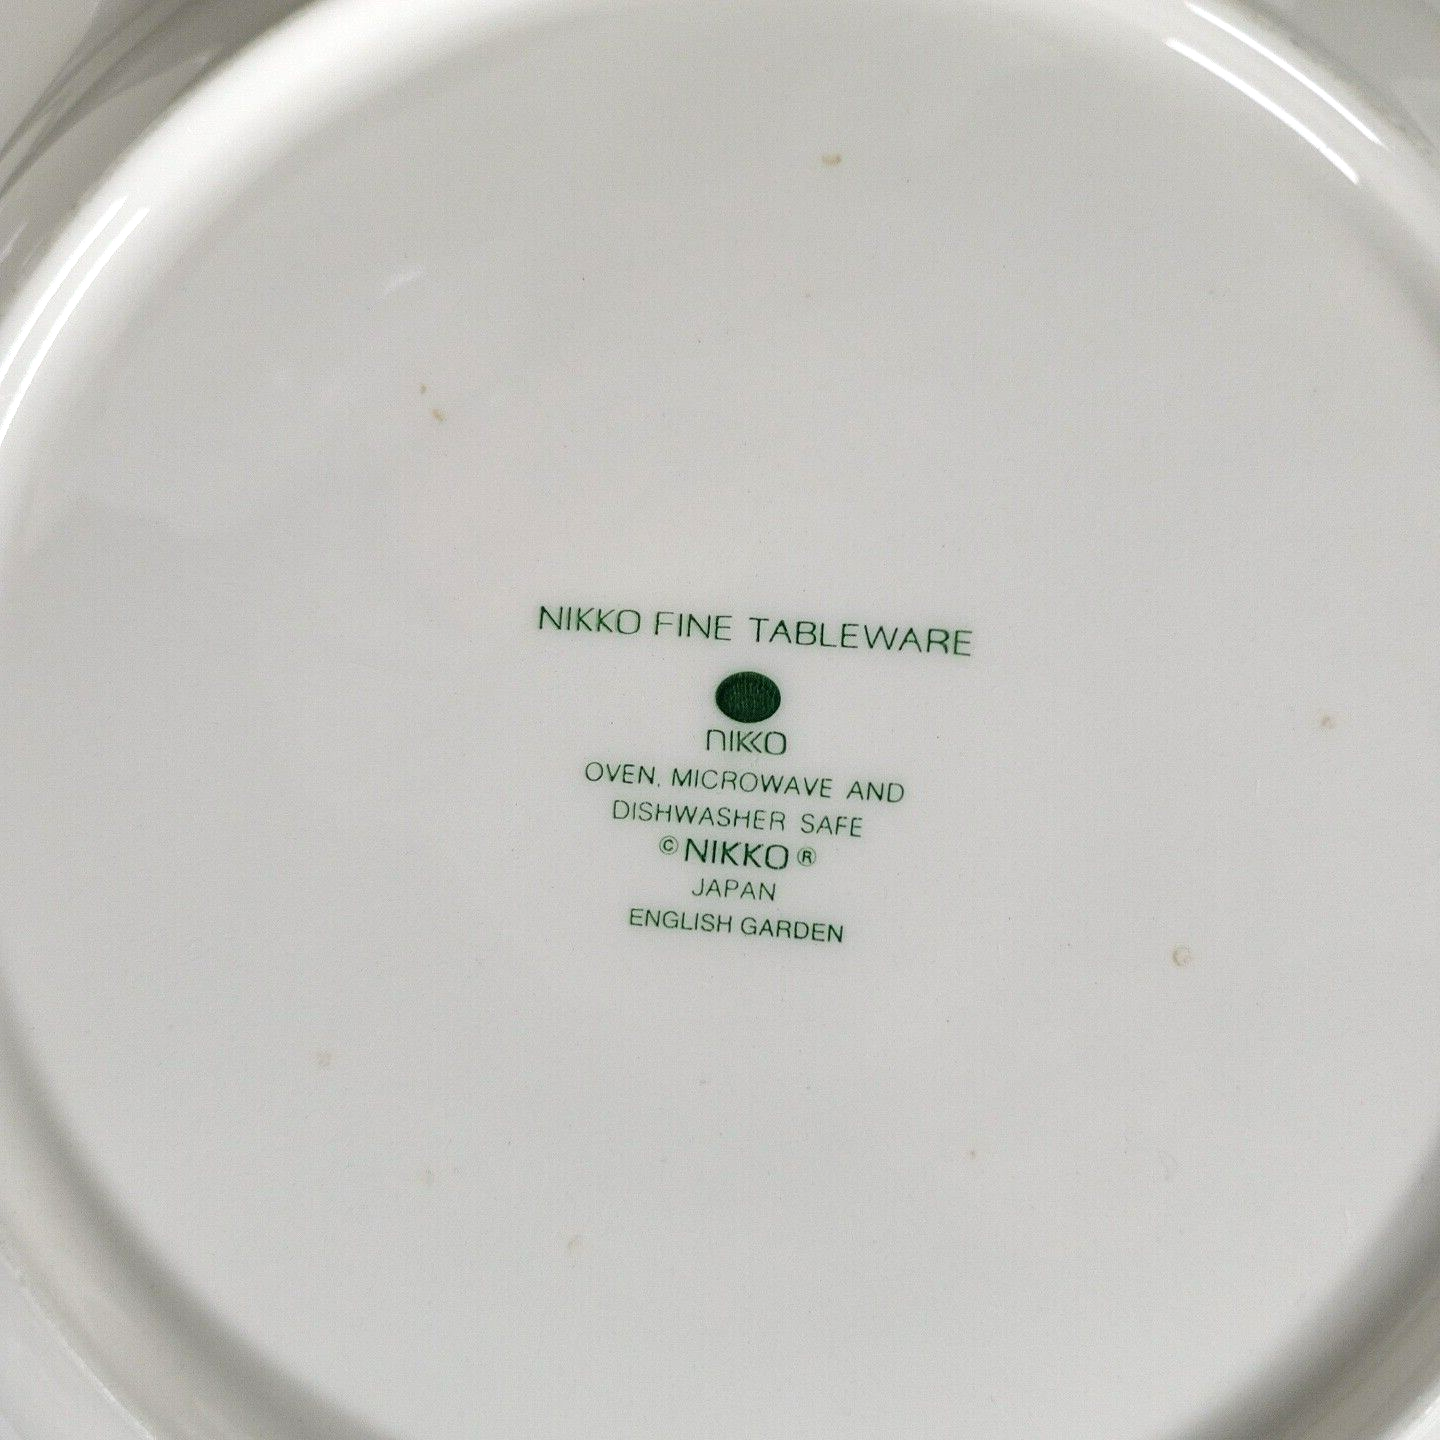 NIKKO FINE TABLEWARE
nikko
OVEN, MICROWAVE AND
DISHWASHER SAFE
© NIKKO ®
JAPAN
ENGLISH GARDEN